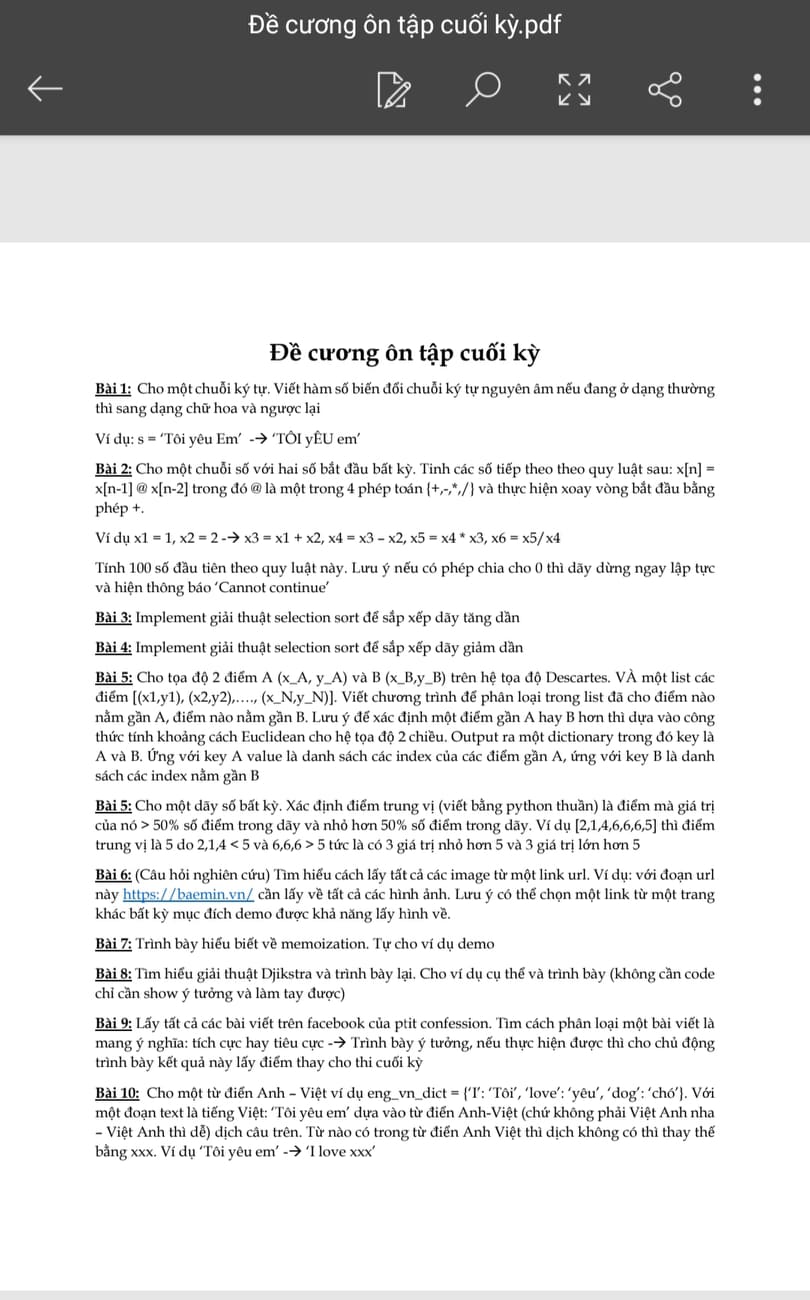 Đề cương ôn tập cuối kỳ.pdf
Đề cương ôn tập cuối kỳ
Bài 1: Cho một chuỗi ký tự. Viết hàm số biến đổi chuỗi ký tự nguyên âm nếu đang ở dạng thường
thì sang dạng chữ hoa và ngược lại
Ví dụ: s = ‘Tôi yêu Em’ -→ ‘TÔI yÊU em’
Bài 2: Cho một chuỗi số với hai số bắt đầu bất kỳ. Tinh các số tiếp theo theo quy luật sau: x[n] =
x[n-1] @ x[n-2] trong đó @ là một trong 4 phép toán {+,-,*,/} và thực hiện xoay vòng bắt đầu bằng
phép +.
Ví dụ x1 = 1, x2 = 2 -→ x3 = x1 + x2, x4 = x3 – x2, x5 = x4 * x3, x6 = x5/x4
Tính 100 số đầu tiên theo quy luật này. Lưu ý nếu có phép chia cho 0 thì dãy dừng ngay lập tực
và hiện thông báo ‘Cannot continue’
Bài 3: Implement giải thuật selection sort để sắp xếp dãy tăng dần
Bài 4: Implement giải thuật selection sort để sắp xếp dãy giảm dần
Bài 5: Cho tọa độ 2 điểm A (x_A, y_A) và B (x_B,y_B) trên hệ tọa độ Descartes. VÀ một list các
điểm [(x1,y1), (x2,y2),…., (x_N,y_N)]. Viết chương trình để phân loại trong list đã cho điểm nào
nằm gần A, điểm nào nằm gần B. Lưu ý để xác định một điểm gần A hay B hơn thì dựa vào công
thức tính khoảng cách Euclidean cho hệ tọa độ 2 chiều. Output ra một dictionary trong đó key là
A và B. Ứng với key A value là danh sách các index của các điểm gần A, ứng với key B là danh
sách các index nằm gần B
Bài 5: Cho một dãy số bất kỳ. Xác định điểm trung vị (viết bằng python thuần) là điểm mà giá trị
của nó > 50% số điểm trong dãy và nhỏ hơn 50% số điểm trong dãy. Ví dụ [2,1,4,6,6,6,5] thì điểm
trung vị là 5 do 2,1,4 < 5 và 6,6,6 > 5 tức là có 3 giá trị nhỏ hơn 5 và 3 giá trị lớn hơn 5
Bài 6: (Câu hỏi nghiên cứu) Tìm hiểu cách lấy tất cả các image từ một link url. Ví dụ: với đoạn url
này https://baemin.vn/ cần lấy về tất cả các hình ảnh. Lưu ý có thể chọn một link từ một trang
khác bất kỳ mục đích demo được khả năng lấy hình về.
Bài 7: Trình bày hiểu biết về memoization. Tự cho ví dụ demo
Bài 8: Tìm hiểu giải thuật Djikstra và trình bày lại. Cho ví dụ cụ thể và trình bày (không cần code
chỉ cần show ý tưởng và làm tay được)
Bài 9: Lấy tất cả các bài viết trên facebook của ptit confession. Tìm cách phân loại một bài viết là
mang ý nghĩa: tích cực hay tiêu cực -→ Trình bày ý tưởng, nếu thực hiện được thì cho chủ động
trình bày kết quả này lấy điểm thay cho thi cuối kỳ
Bài 10: Cho một từ điển Anh – Việt ví dụ eng_vn_dict = {‘I’: ‘Tôi’, ‘love’: ‘yêu’, ‘dog’: ‘chó’}. Với
một đoạn text là tiếng Việt: ‘Tôi yêu em’ dựa vào từ điển Anh-Việt (chứ không phải Việt Anh nha
– Việt Anh thì dễ) dịch câu trên. Từ nào có trong từ điển Anh Việt thì dịch không có thì thay thế
bằng xxx. Ví dụ ‘Tôi yêu em’ -→ ‘I love xxx’